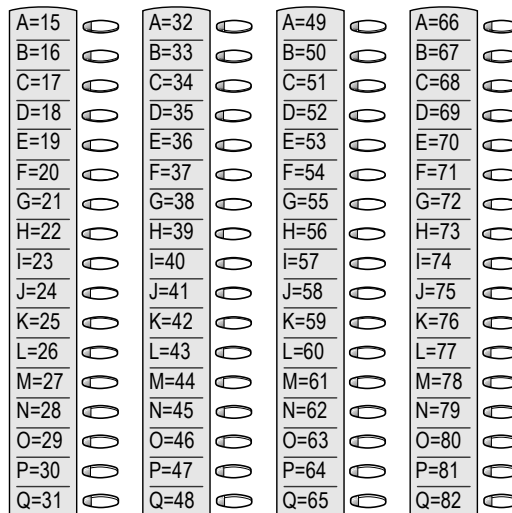 A=15 A=32 A=49 A=66
B=16 B=33 B=50 B=67
C=17 C=34 C=51 C=68
D=18 D=35 D=52 D=69
E=19 E=36 E=53 E=70
F=20 F=37 F=54 F=71
G=21 G=38 G=55 G=72
H=22 H=39 H=56 H=73
I=23 I=40 I=57 I=74
J=24 J=41 J=58 J=75
K=25 K=42 K=59 K=76
L=26 L=43 L=60 L=77
M=27 M=44 M=61 M=78
N=28 N=45 N=62 N=79
O=29 O=46 O=63 O=80
P=30 P=47 P=64 P=81
Q=31 Q=48 Q=65 Q=82